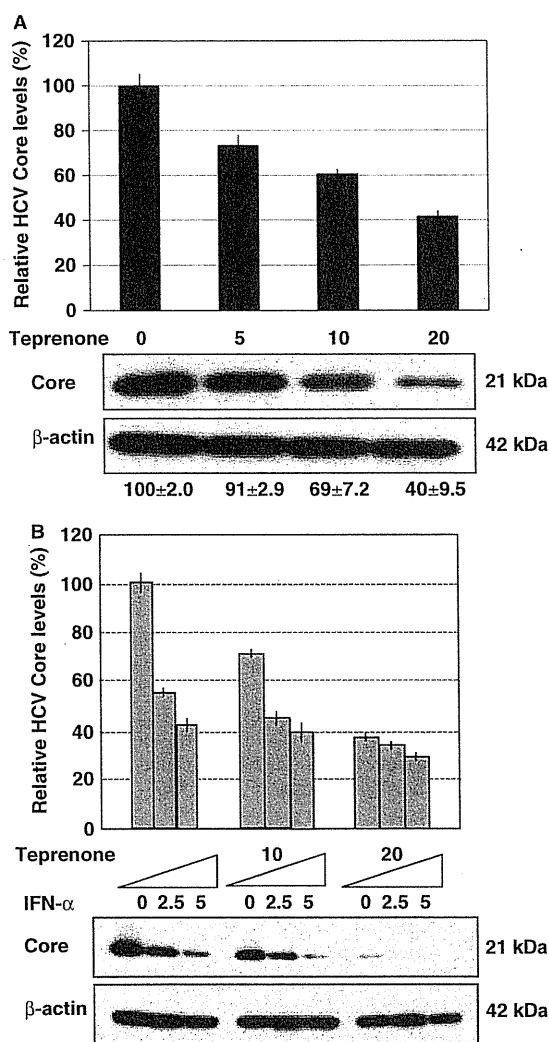 A
Relative HCV Core levels (%)
120
100
80
60
40
20
0
Teprenone 0 5 10 20
Core 21 kDa
β-actin 42 kDa
100±2.0 91±2.9 69±7.2 40±9.5
B
Relative HCV Core levels (%)
120
100
80
60
40
20
0
Teprenone 10 20
IFN-α 0 2.5 5 0 2.5 5 0 2.5 5
Core 21 kDa
β-actin 42 kDa